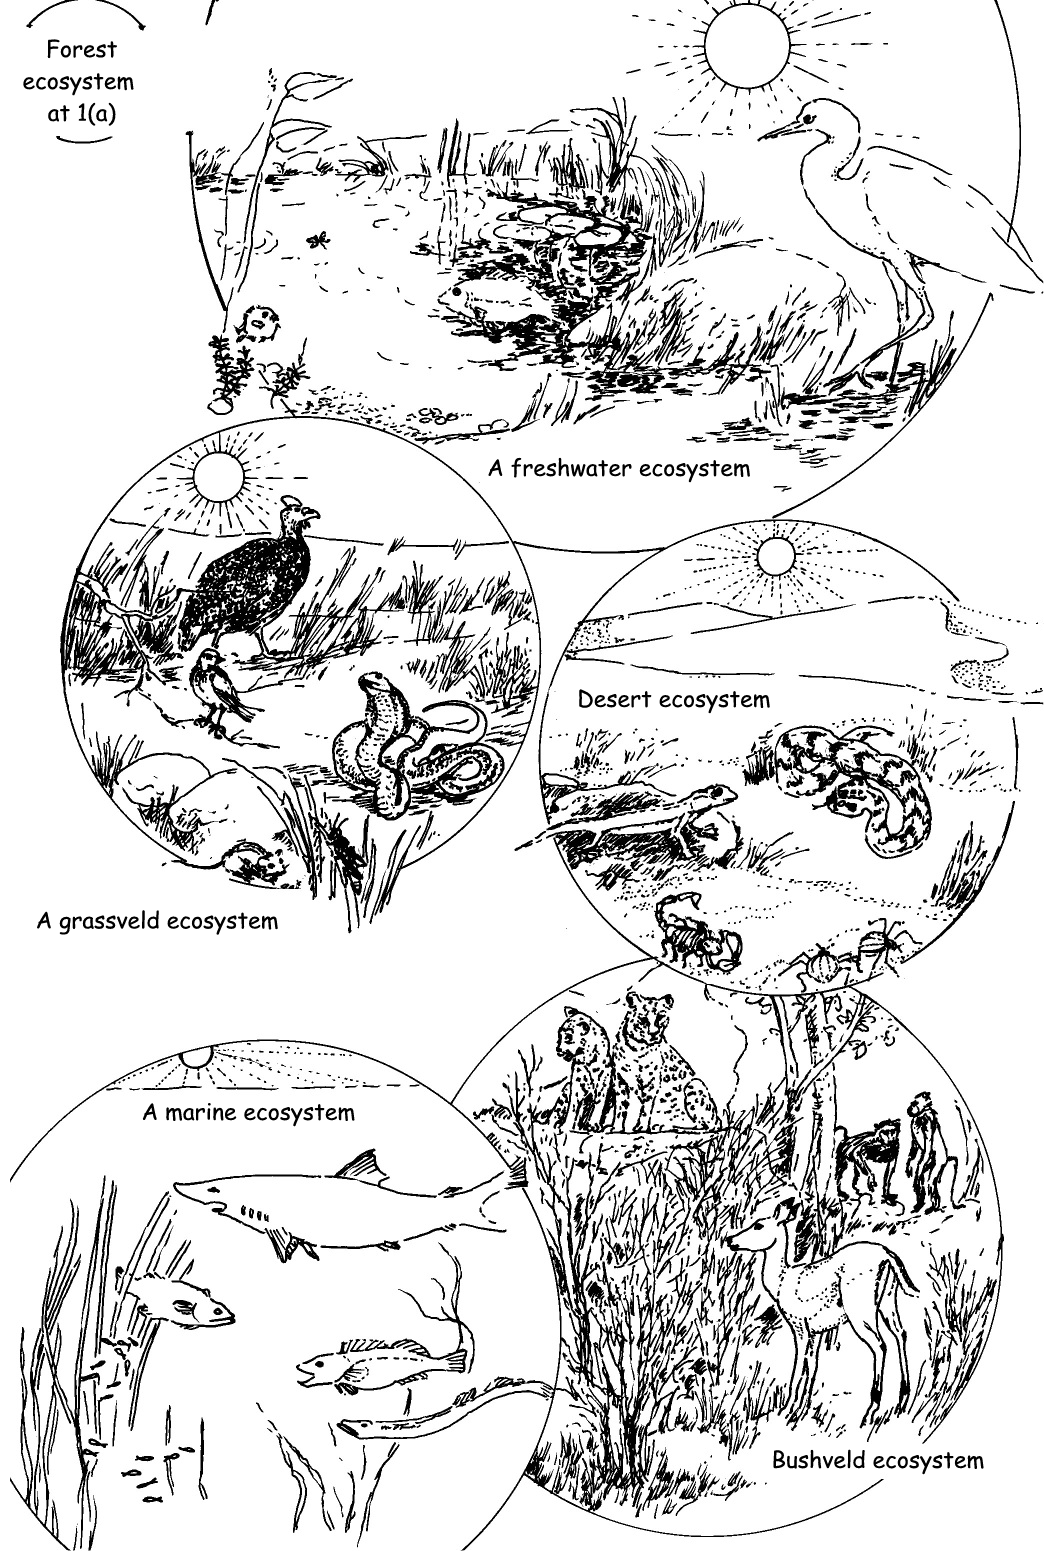 Forest
ecosystem
at 1(a)
A freshwater ecosystem
Desert ecosystem
A grassveld ecosystem
A marine ecosystem
Bushveld ecosystem